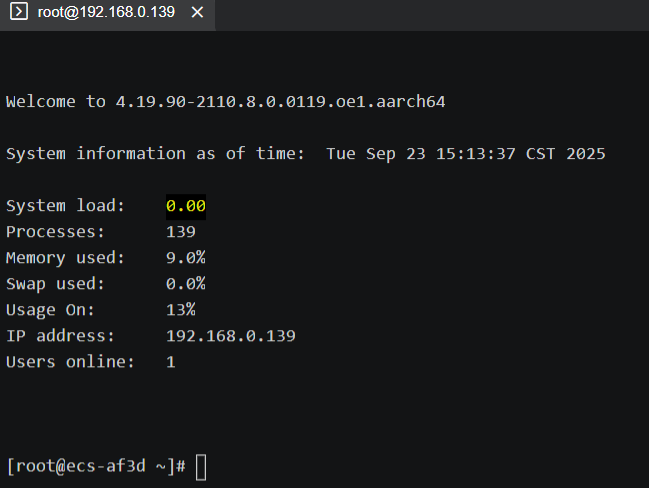 root@192.168.0.139
Welcome to 4.19.90-2110.8.0.0119.oe1.aarch64
System information as of time:  Tue Sep 23 15:13:37 CST 2025
System load:    0.00
Processes:      139
Memory used:    9.0%
Swap used:      0.0%
Usage On:       13%
IP address:     192.168.0.139
Users online:   1
[root@ecs-af3d ~]#